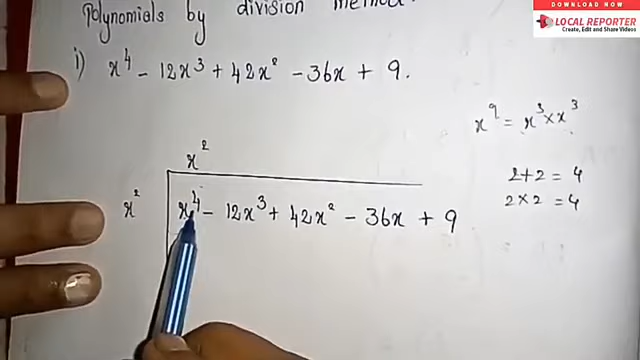 DOWNLOAD NOW
LOCAL REPORTER
Create, Edit and Share Videos
Polynomials by division method
i) x⁴ - 12x³ + 42x² - 36x + 9.
x⁹ = x³ × x³
x²
2+2 = 4
x² x⁴ - 12x³ + 42x² - 36x + 9
2×2 = 4